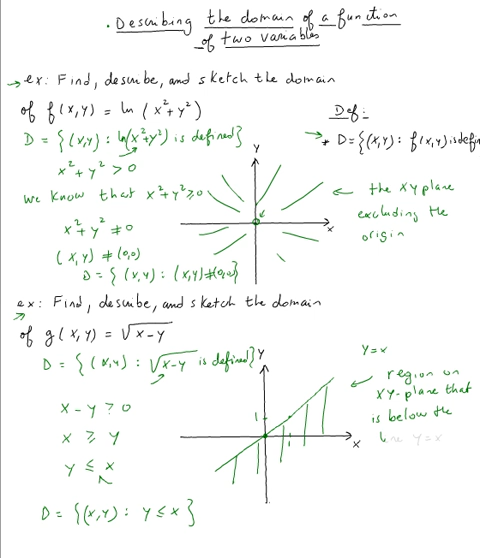 . Describing the domain of a function
of two variables
→ ex: Find, describe, and sketch the domain
of f(x,y) = ln (x²+y²)
D = {(x,y) : ln(x²+y²) is defined}
x²+y² > 0
we know that x²+y² ≥ 0
x²+y² ≠ 0
(x,y) ≠ (0,0)
D = {(x,y) : (x,y) ≠ (0,0)}
Def:
* D = {(x,y) : f(x,y) is defin
y
x
← the xy plane
excluding the
origin
ex: Find, describe, and sketch the domain
of g(x,y) = √x-y
D = {(x,y) : √x-y is defined}
x-y ≥ 0
x ≥ y
y ≤ x
D = {(x,y) : y ≤ x}
y
x
1
1
y=x
← region on
xy-plane that
is below the
line y=x